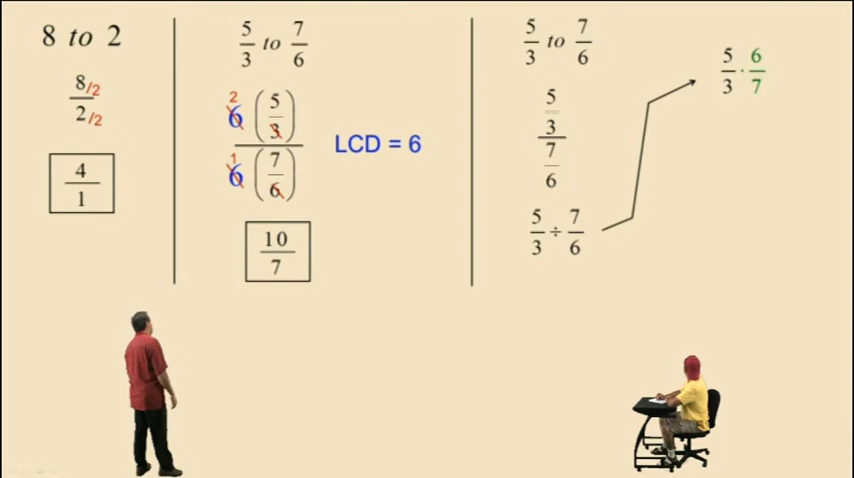 8 to 2
8/2
2/2
4
1
5/3 to 7/6
2
6 (5/3)
1
6 (7/6)
LCD = 6
10
7
5/3 to 7/6
5
3
7
6
5/3 ÷ 7/6
5/3 · 6/7